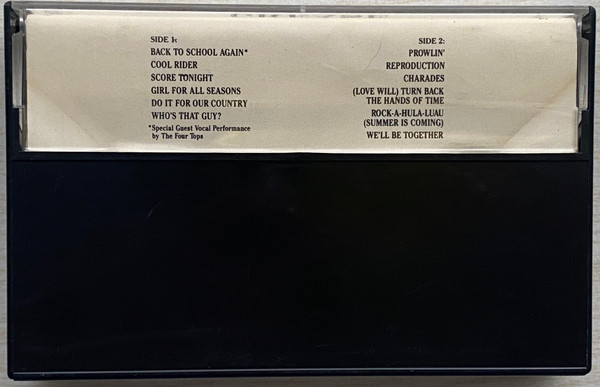 SIDE 1:
BACK TO SCHOOL AGAIN*
COOL RIDER
SCORE TONIGHT
GIRL FOR ALL SEASONS
DO IT FOR OUR COUNTRY
WHO'S THAT GUY?
*Special Guest Vocal Performance
by The Four Tops
SIDE 2:
PROWLIN'
REPRODUCTION
CHARADES
(LOVE WILL) TURN BACK
THE HANDS OF TIME
ROCK-A-HULA-LUAU
(SUMMER IS COMING)
WE'LL BE TOGETHER